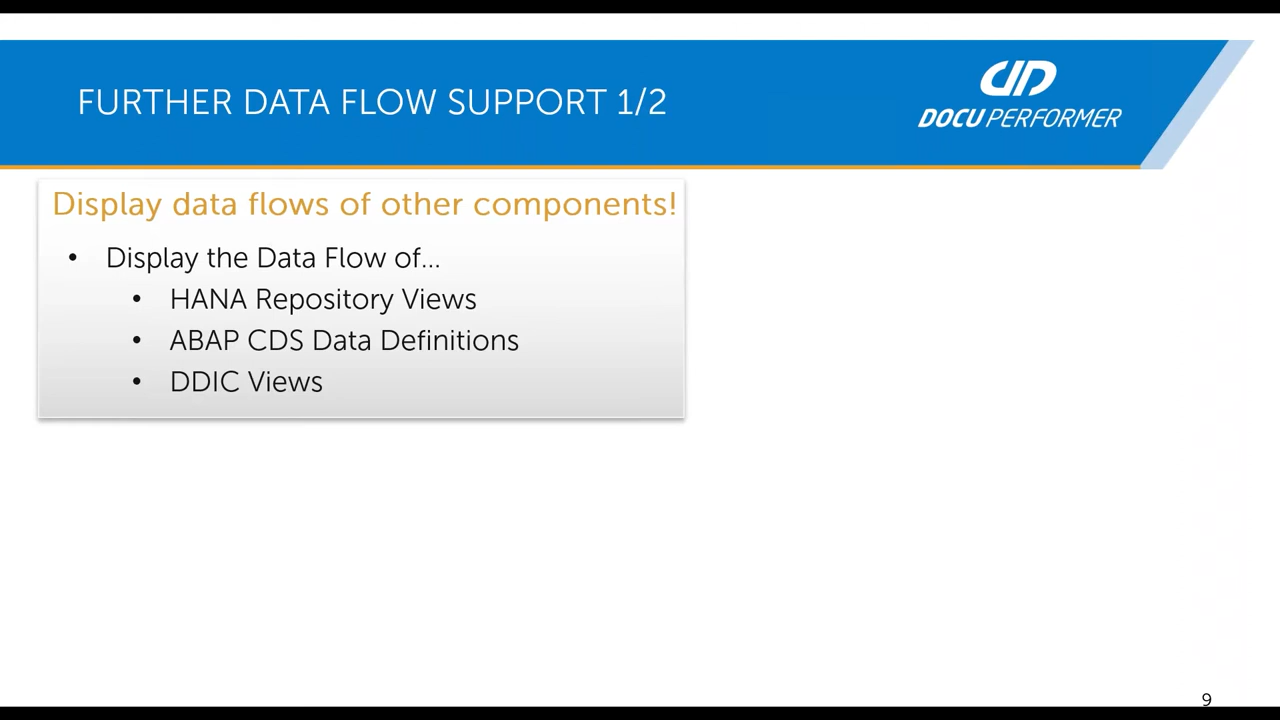 FURTHER DATA FLOW SUPPORT 1/2
DOCU PERFORMER
Display data flows of other components!
• Display the Data Flow of...
• HANA Repository Views
• ABAP CDS Data Definitions
• DDIC Views
9